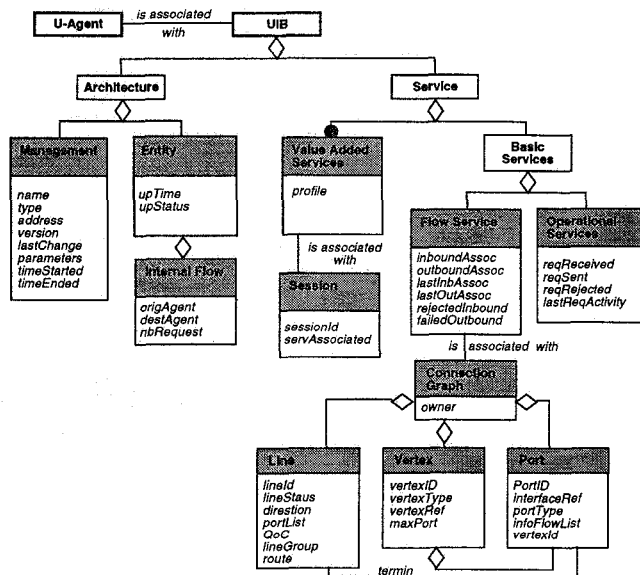 U-Agent
is associated
with
UIB
Architecture
Service
Management
name
type
address
version
lastChange
parameters
timeStarted
timeEnded
Entity
upTime
upStatus
Internal Flow
origAgent
destAgent
nbRequest
Value Added
Services
profile
is associated
with
Session
sessionId
servAssociated
Basic
Services
Flow Service
inboundAssoc
outboundAssoc
lastInbAssoc
lastOutAssoc
rejectedInbound
failedOutbound
Operational
Services
reqReceived
reqSent
reqRejected
lastReqActivity
is associated with
Connection
Graph
owner
Line
lineId
lineStaus
direstion
portList
QoC
lineGroup
route
Vertex
vertexID
vertexType
vertexRef
maxPort
Port
PortID
interfaceRef
portType
infoFlowList
vertexId
termin